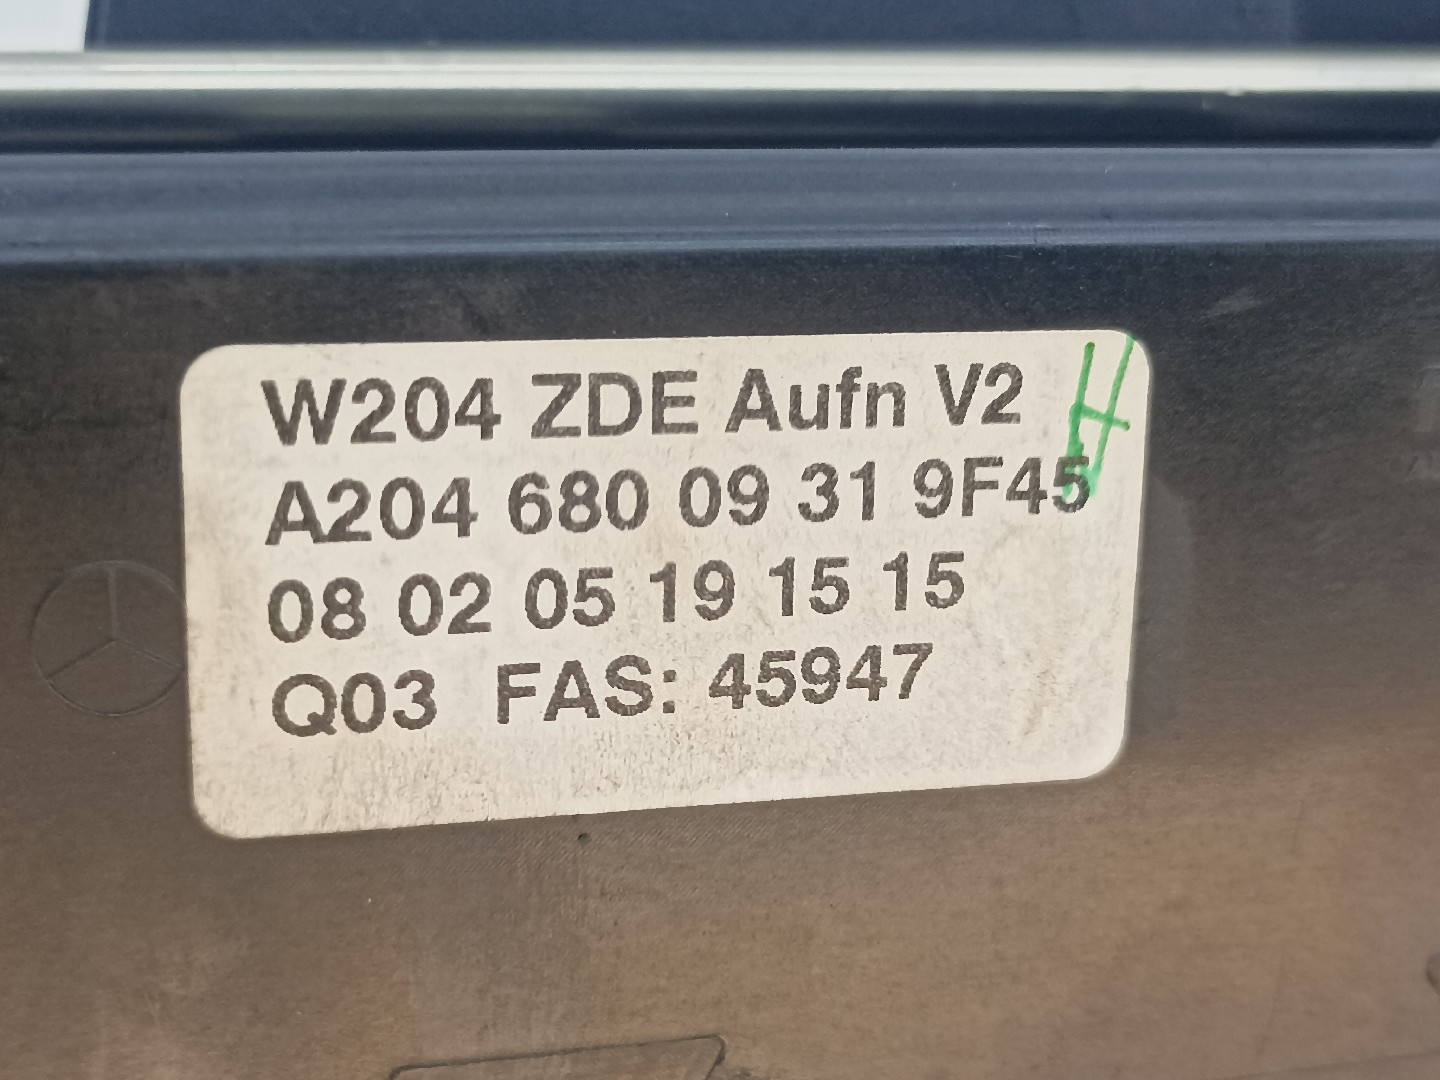 W204 ZDE Aufn V2
A204 680 09 31 9F45
08 02 05 19 15 15
Q03 FAS: 45947